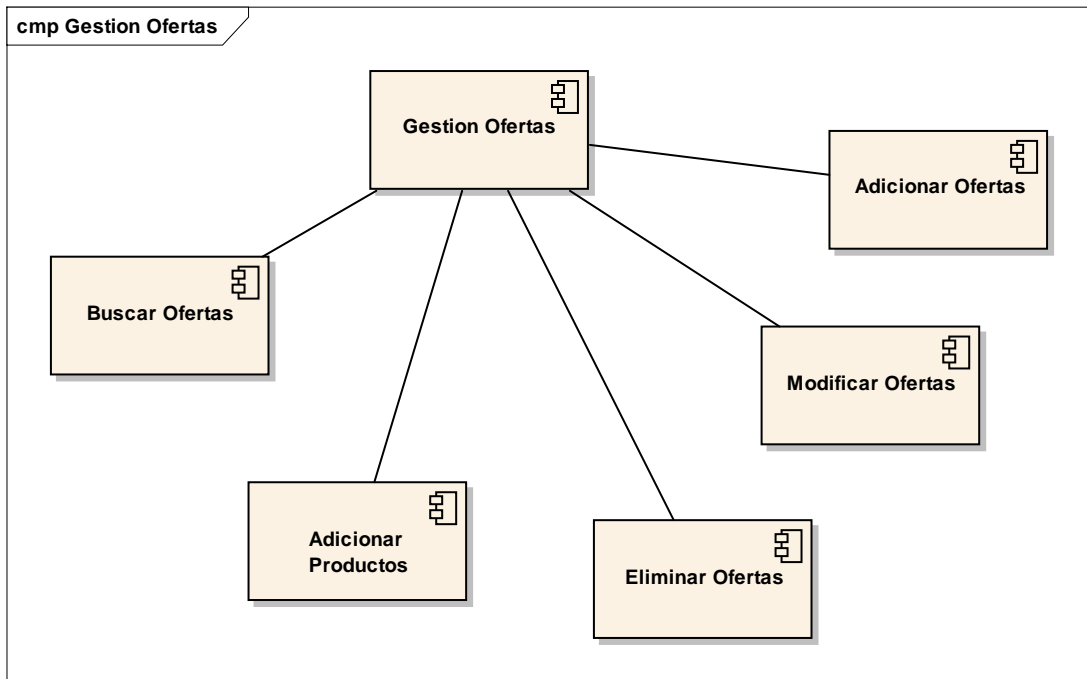 cmp Gestion Ofertas
Gestion Ofertas
Adicionar Ofertas
Buscar Ofertas
Modificar Ofertas
Adicionar
Productos
Eliminar Ofertas